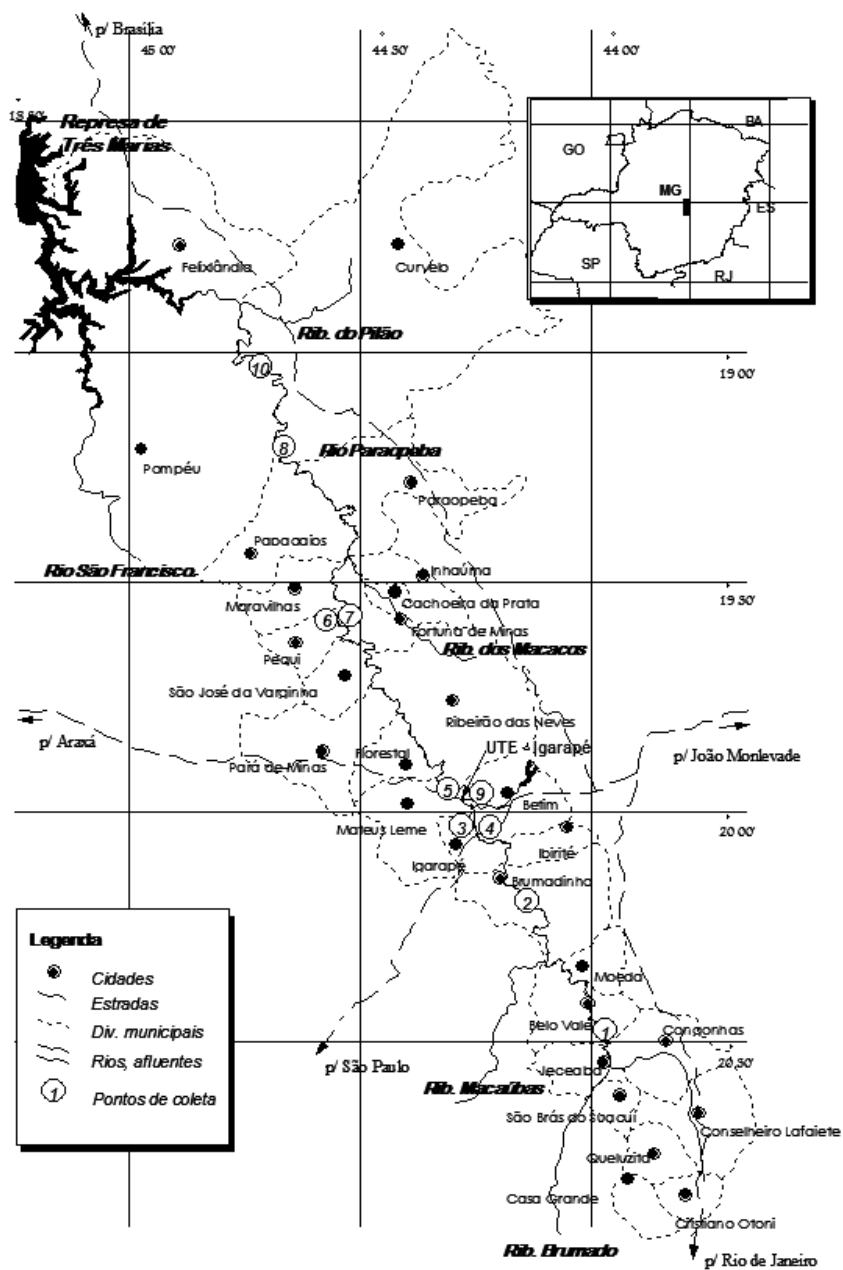 p/ Brasília
45 00'
44 30'
44 00'
Represa de
Três Marias
BA
GO
MG
ES
SP
RJ
Felixlândia
Curvelo
Rib. do Pilão
10
19 00'
8
Rio Paraopeba
Pompéu
Paraopeba
Papagaios
Rio São Francisco
Inhaúma
19 30'
Maravilhas
Cachoeira da Prata
6
7
Fortuna de Minas
Rib. dos Macacos
Pequi
São José da Varginha
Ribeirão das Neves
p/ Araxá
UTE - Igarapé
Florestal
p/ João Monlevade
Pará de Minas
5
9
Betim
Mateus Leme
3
4
20 00'
Igarapé
Ibirité
Brumadinho
2
Legenda
Cidades
Estradas
Div. municipais
Rios, afluentes
1
Pontos de coleta
Moeda
Belo Vale
1
Congonhas
20 30'
p/ São Paulo
Jeceaba
Rib. Macaúbas
São Brás do Suaçuí
Conselheiro Lafaiete
Queluzita
Casa Grande
Cristiano Otoni
Rib. Brumado
p/ Rio de Janeiro